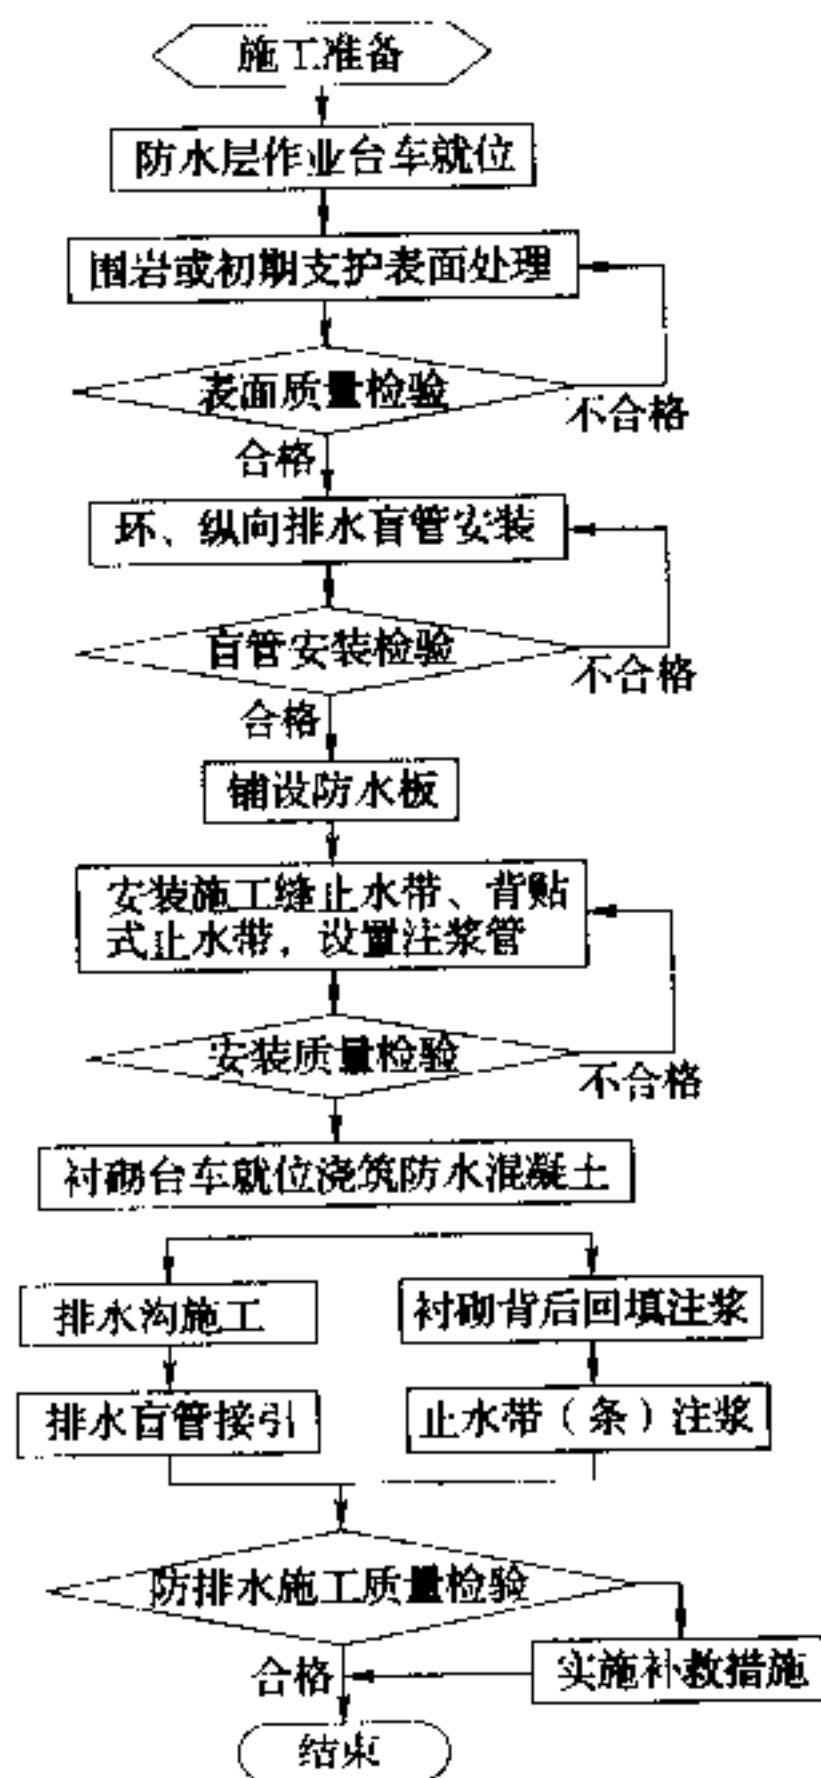 施工准备
防水层作业台车就位
围岩或初期支护表面处理
表面质量检验
不合格
合格
环、纵向排水盲管安装
盲管安装检验
不合格
合格
铺设防水板
安装施工缝止水带、背贴
式止水带，设置注浆管
安装质量检验
不合格
衬砌台车就位浇筑防水混凝土
排水沟施工
衬砌背后回填注浆
排水盲管接引
止水带（条）注浆
防排水施工质量检验
合格
实施补救措施
结束